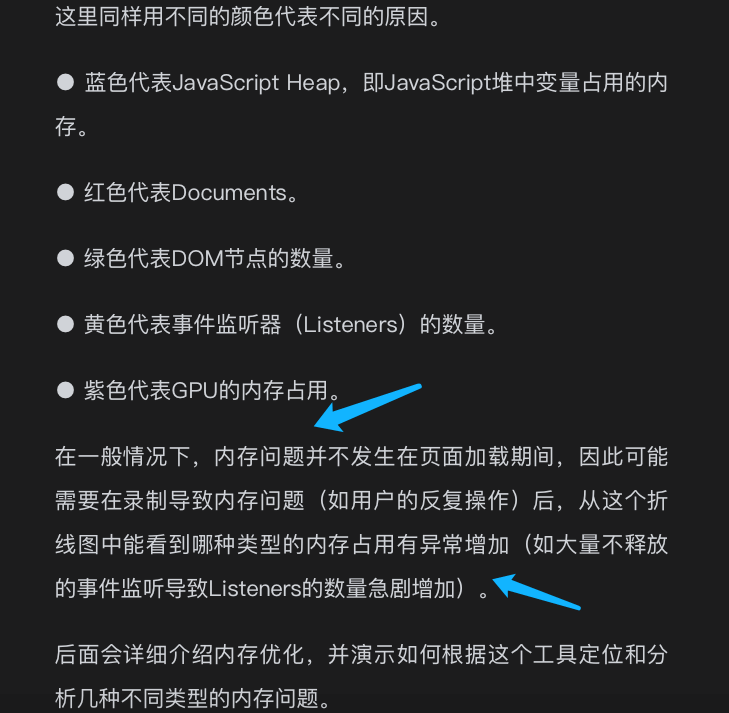 这里同样用不同的颜色代表不同的原因。
● 蓝色代表JavaScript Heap，即JavaScript堆中变量占用的内
存。
● 红色代表Documents。
● 绿色代表DOM节点的数量。
● 黄色代表事件监听器（Listeners）的数量。
● 紫色代表GPU的内存占用。
在一般情况下，内存问题并不发生在页面加载期间，因此可能
需要在录制导致内存问题（如用户的反复操作）后，从这个折
线图中能看到哪种类型的内存占用有异常增加（如大量不释放
的事件监听导致Listeners的数量急剧增加）。
后面会详细介绍内存优化，并演示如何根据这个工具定位和分
析几种不同类型的内存问题。